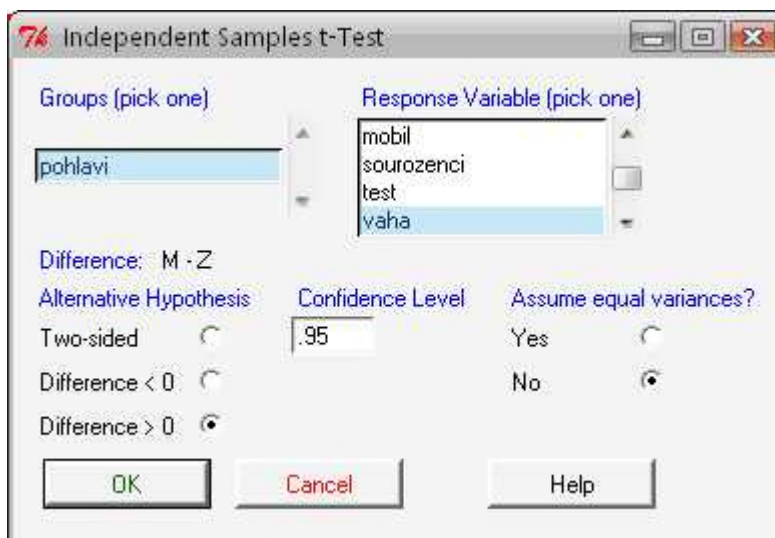 Independent Samples t-Test
Groups (pick one)
pohlavi
Response Variable (pick one)
mobil
sourozenci
test
vaha
Difference: M - Z
Alternative Hypothesis
Two-sided
Difference < 0
Difference > 0
Confidence Level
.95
Assume equal variances?
Yes
No
OK
Cancel
Help